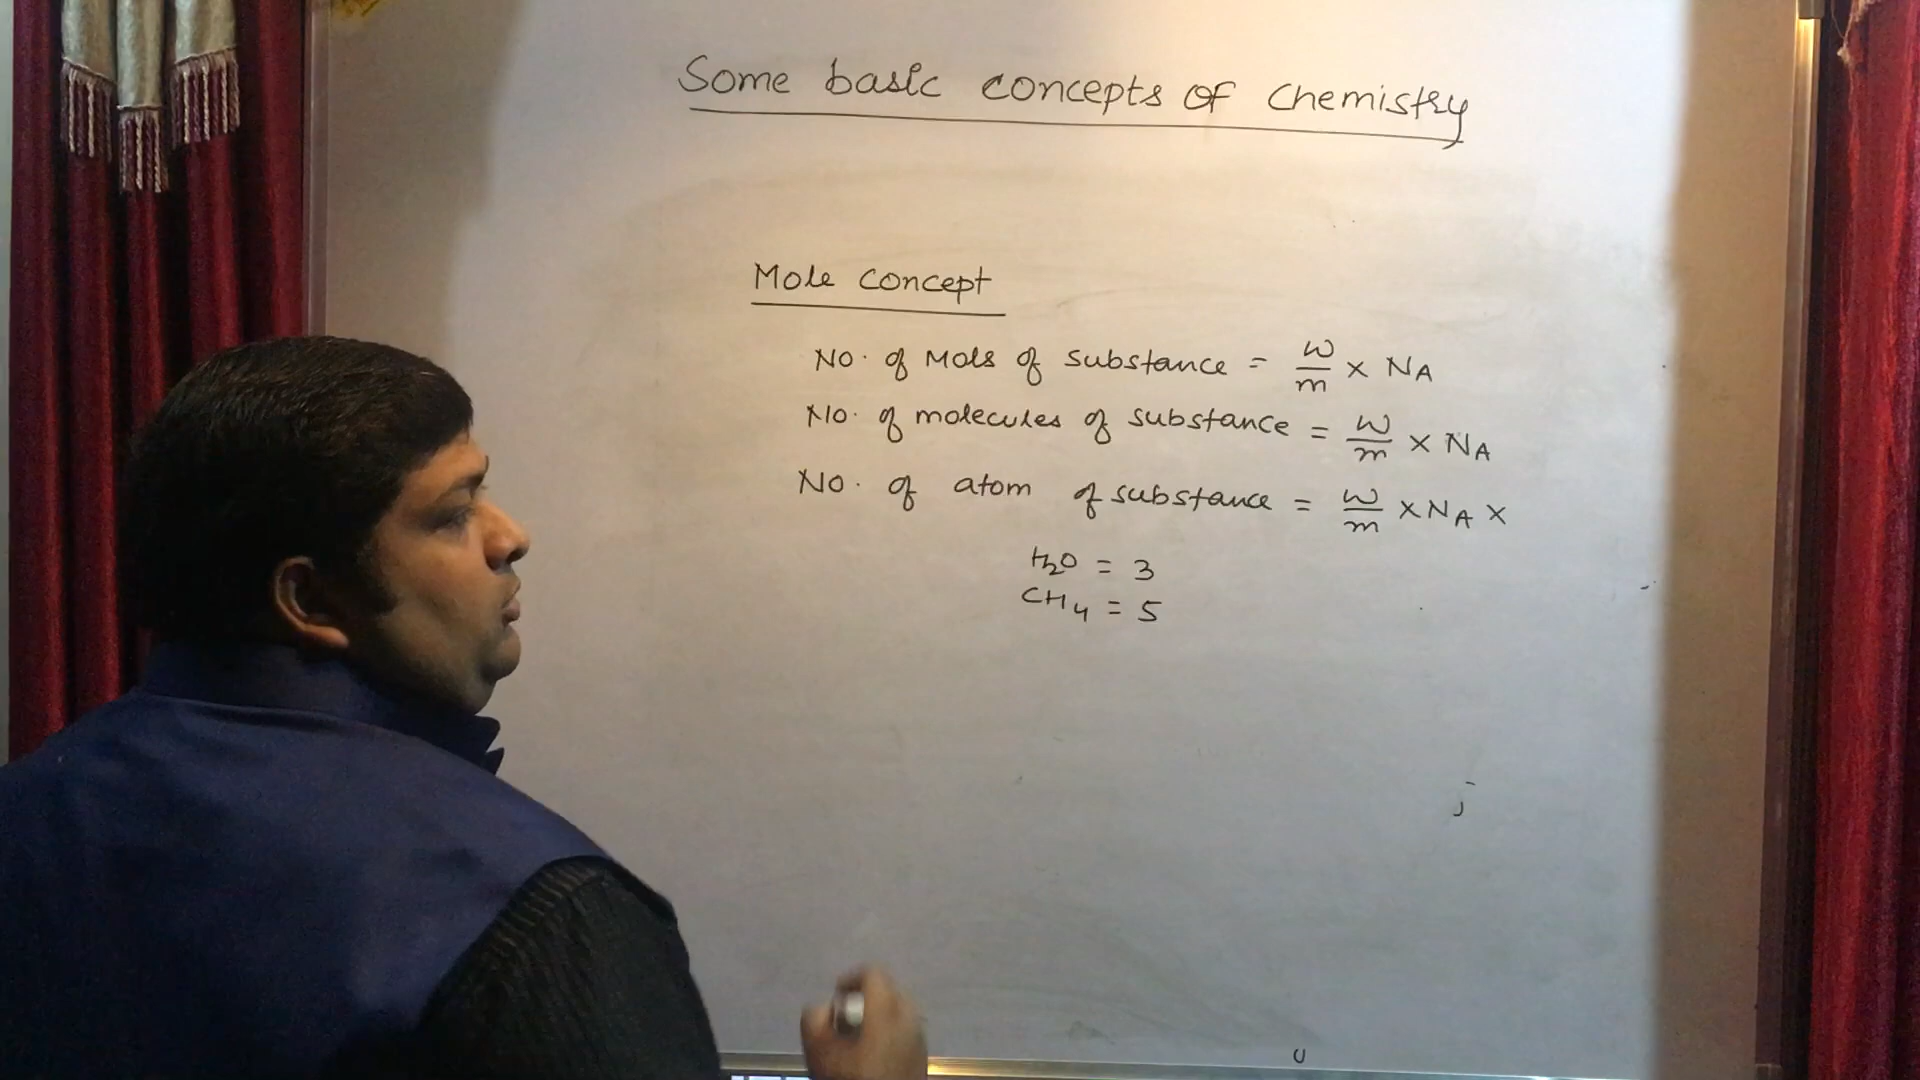 Some basic concepts of Chemistry
Mole concept
No. of Mols of substance = w/m × NA
No. of molecules of substance = w/m × NA
No. of atom of substance = w/m × NA ×
H2O = 3
CH4 = 5